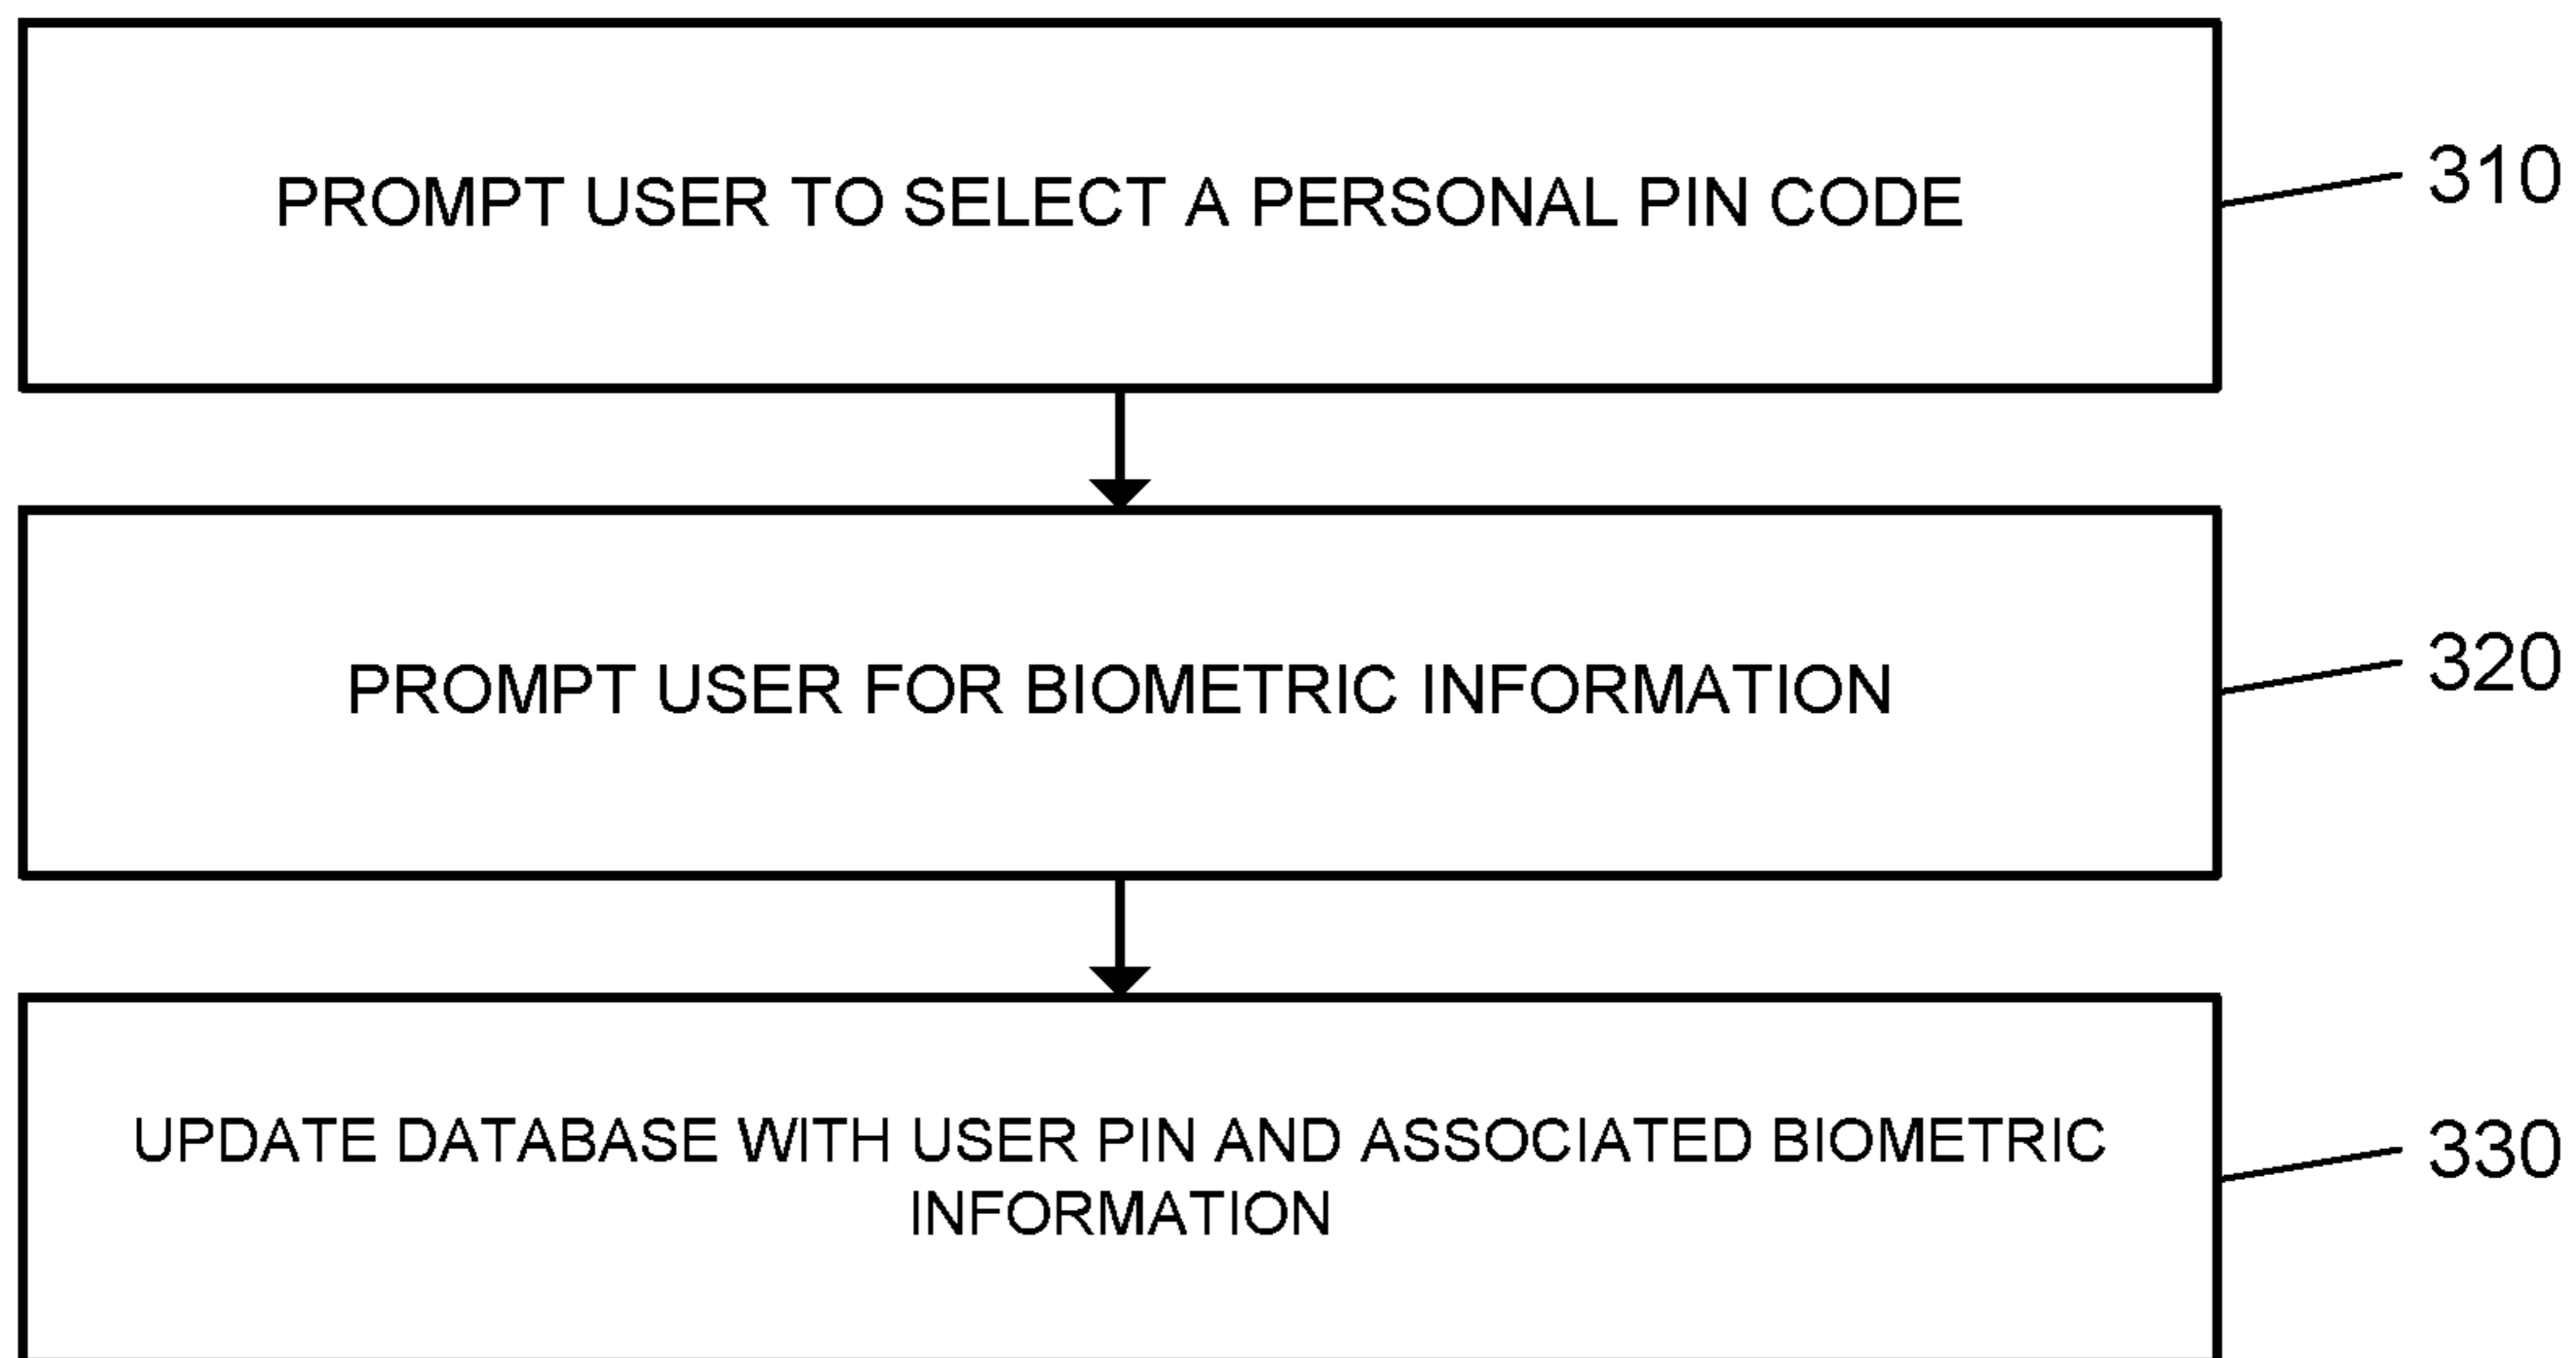 PROMPT USER TO SELECT A PERSONAL PIN CODE
310
PROMPT USER FOR BIOMETRIC INFORMATION
320
UPDATE DATABASE WITH USER PIN AND ASSOCIATED BIOMETRIC
INFORMATION
330